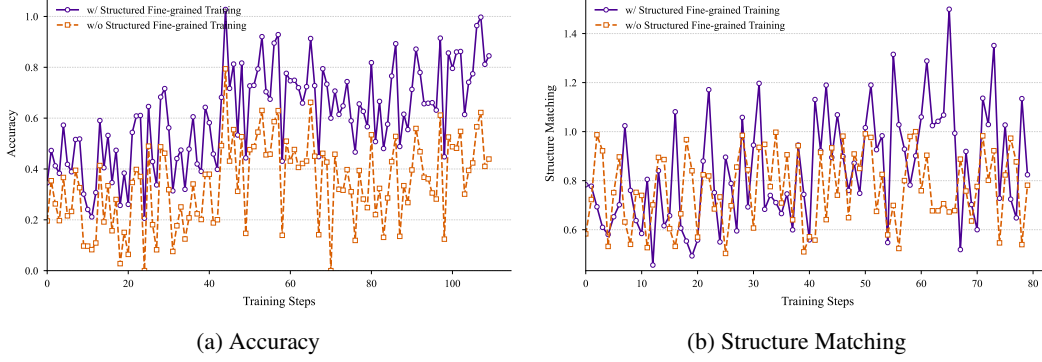 w/ Structured Fine-grained Training
w/o Structured Fine-grained Training
Accuracy
1.0
0.8
0.6
0.4
0.2
0.0
0
20
40
60
80
100
Training Steps
(a) Accuracy
w/ Structured Fine-grained Training
w/o Structured Fine-grained Training
Structure Matching
1.4
1.2
1.0
0.8
0.6
0
10
20
30
40
50
60
70
80
Training Steps
(b) Structure Matching